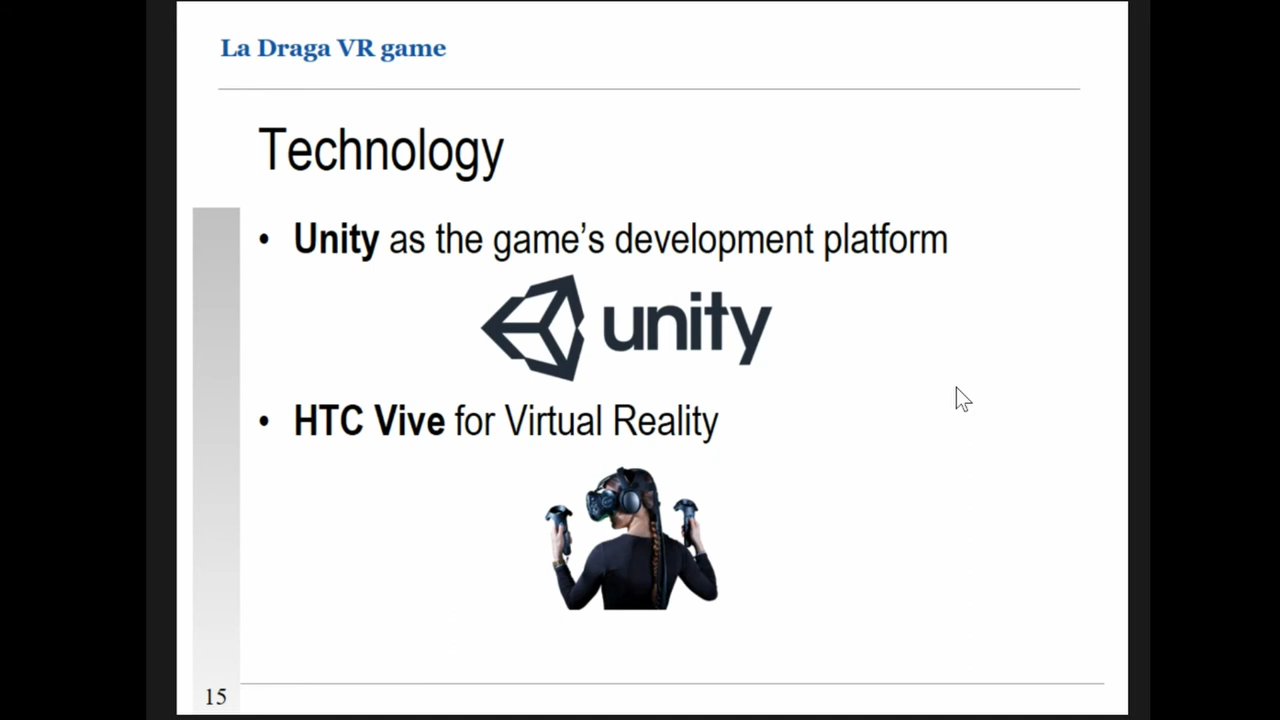 La Draga VR game
Technology
• Unity as the game's development platform
unity
• HTC Vive for Virtual Reality
15